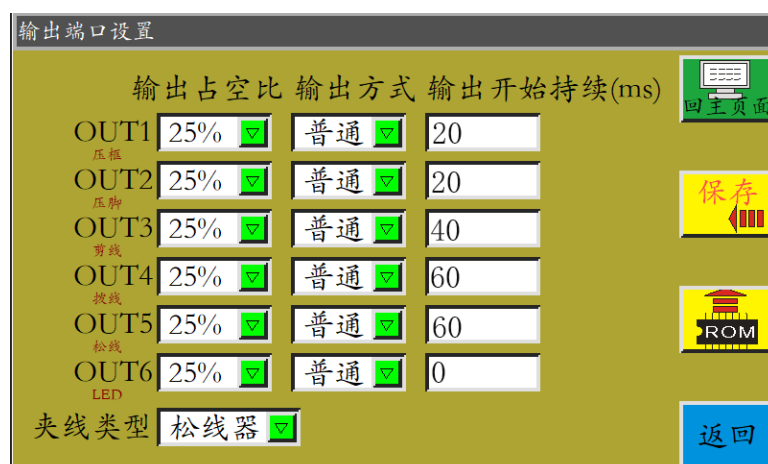 输出端口设置
输出占空比 输出方式 输出开始持续(ms)
回主页面
OUT1 25% 普通 20
压框
OUT2 25% 普通 20
压脚
保存
OUT3 25% 普通 40
剪线
OUT4 25% 普通 60
拨线
OUT5 25% 普通 60
松线
ROM
OUT6 25% 普通 0
LED
夹线类型 松线器
返回